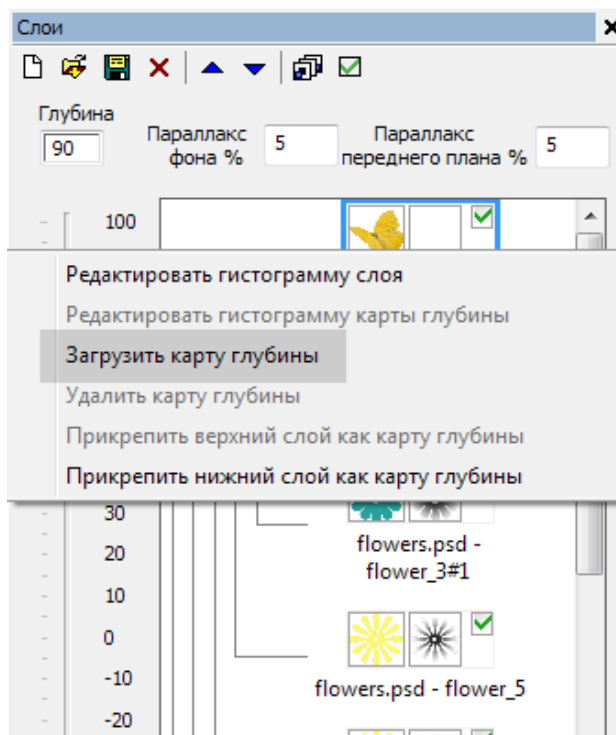 Слои
Глубина
90
Параллакс
фона %
5
Параллакс
переднего плана %
5
100
Редактировать гистограмму слоя
Редактировать гистограмму карты глубины
Загрузить карту глубины
Удалить карту глубины
Прикрепить верхний слой как карту глубины
Прикрепить нижний слой как карту глубины
30
20
10
0
-10
-20
flowers.psd -
flower_3#1
flowers.psd - flower_5